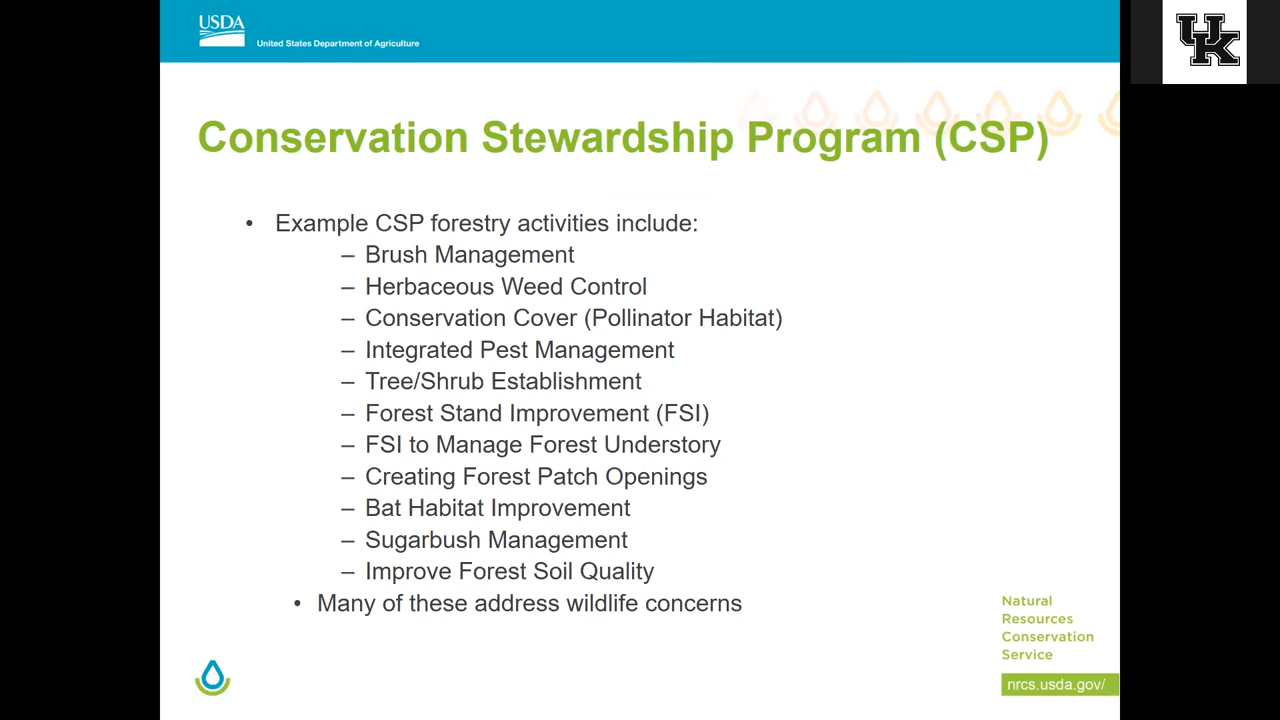 USDA
United States Department of Agriculture
UK
Conservation Stewardship Program (CSP)
• Example CSP forestry activities include:
– Brush Management
– Herbaceous Weed Control
– Conservation Cover (Pollinator Habitat)
– Integrated Pest Management
– Tree/Shrub Establishment
– Forest Stand Improvement (FSI)
– FSI to Manage Forest Understory
– Creating Forest Patch Openings
– Bat Habitat Improvement
– Sugarbush Management
– Improve Forest Soil Quality
• Many of these address wildlife concerns
Natural
Resources
Conservation
Service
nrcs.usda.gov/